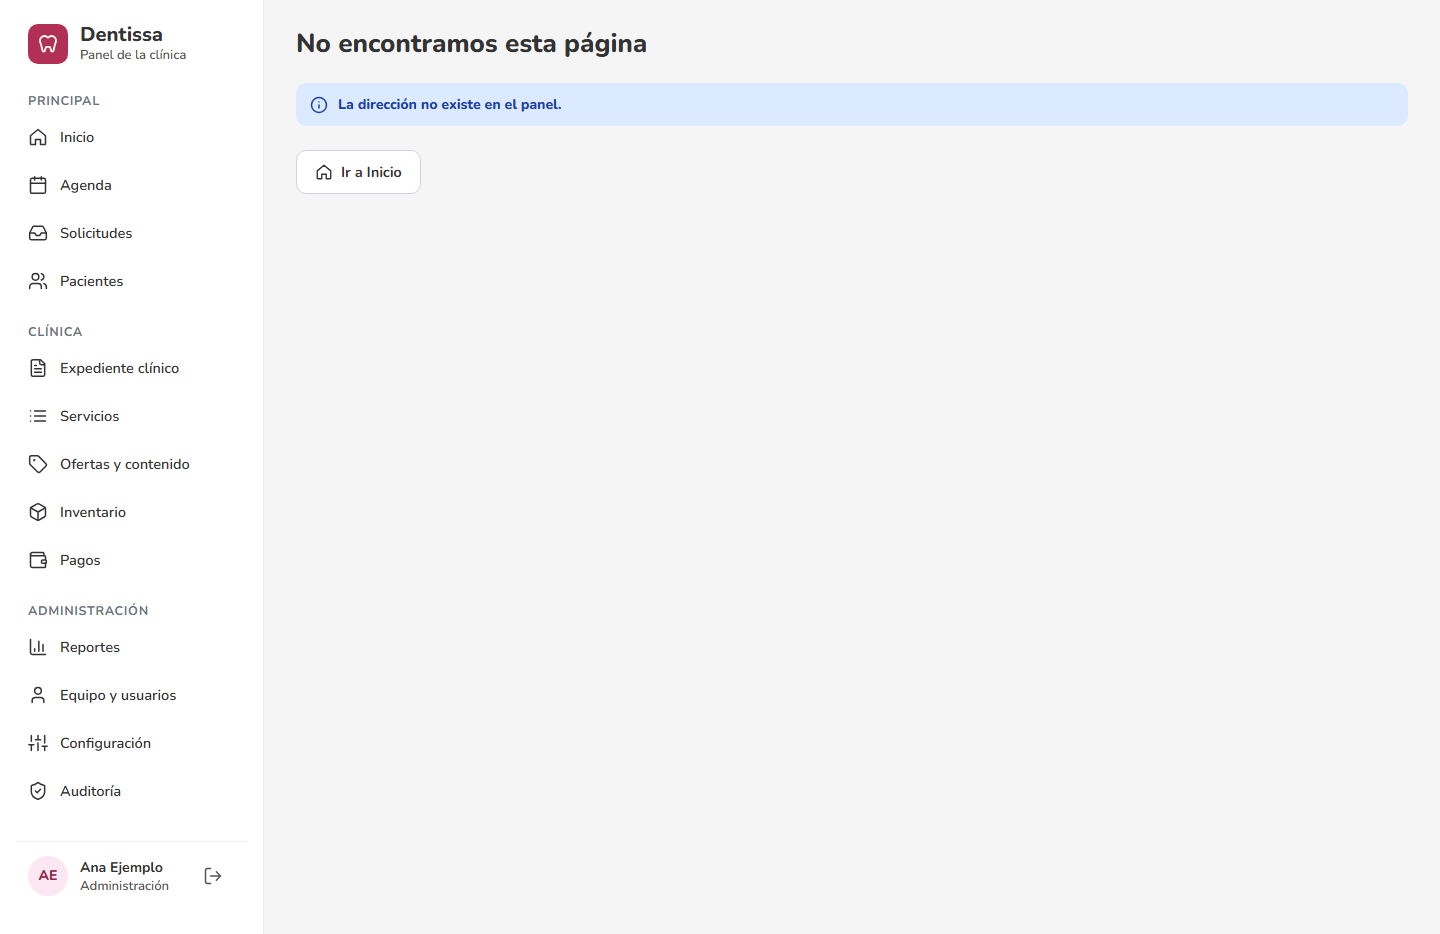 Dentissa
Panel de la clínica
PRINCIPAL
Inicio
Agenda
Solicitudes
Pacientes
CLÍNICA
Expediente clínico
Servicios
Ofertas y contenido
Inventario
Pagos
ADMINISTRACIÓN
Reportes
Equipo y usuarios
Configuración
Auditoría
AE
Ana Ejemplo
Administración
No encontramos esta página
La dirección no existe en el panel.
Ir a Inicio